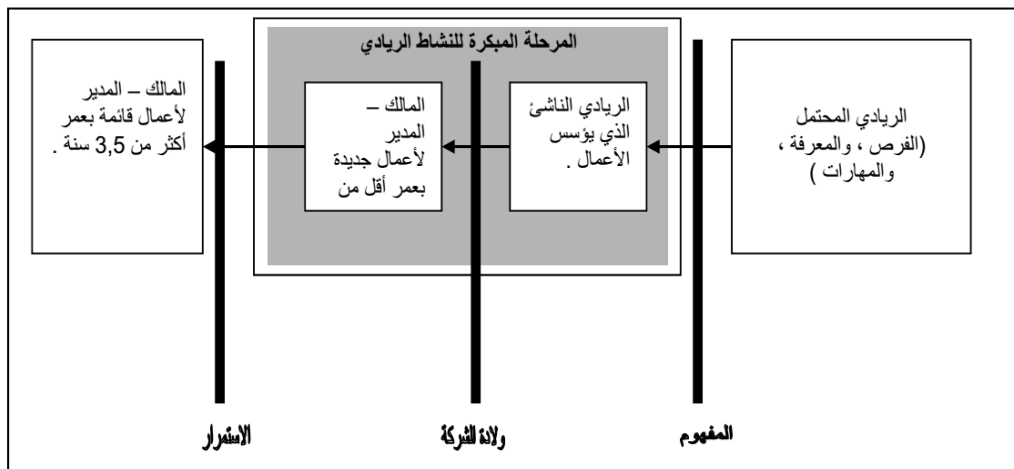 المرحلة المبكرة للنشاط الريادي
الريادي المحتمل
(الفرص ، والمعرفة ،
والمهارات )
الريادي الناشئ
الذي يؤسس
الأعمال .
المالك –
المدير
لأعمال جديدة
بعمر أقل من
المالك – المدير
لأعمال قائمة بعمر
أكثر من 3,5 سنة .
المفهوم
ولادة الشركة
الاستمرار